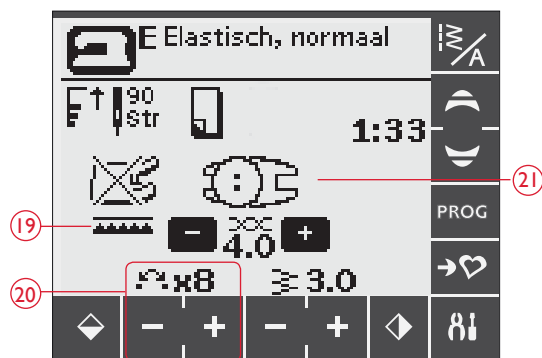 E Elastisch, normaal
A
90
Str
1:33
21
19
- 4.0 +
PROG
20
x8
3.0
- + - +